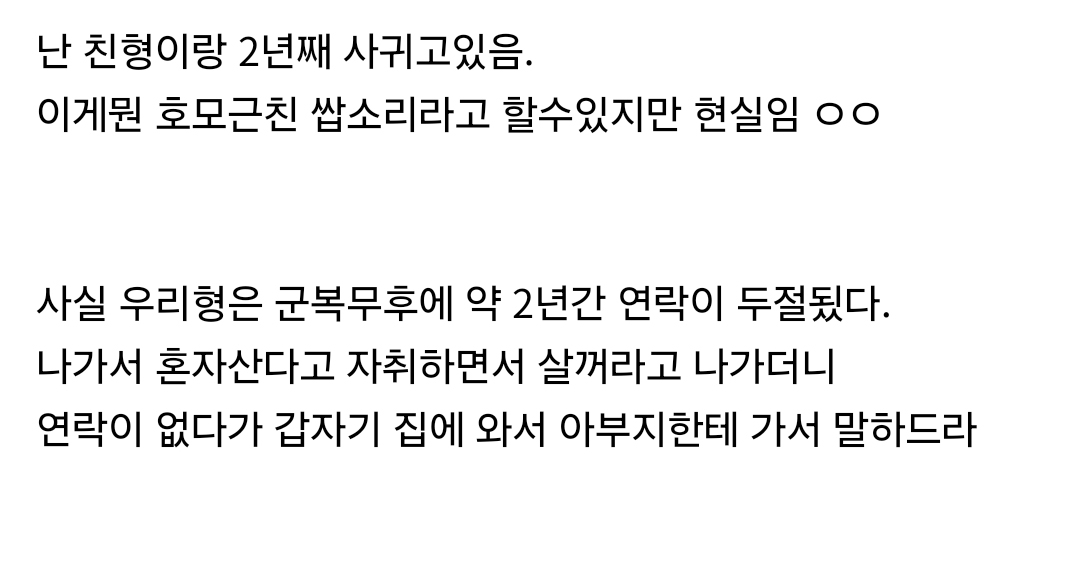 난 친형이랑 2년째 사귀고있음.
이게뭔 호모근친 쌉소리라고 할수있지만 현실임 ㅇㅇ
사실 우리형은 군복무후에 약 2년간 연락이 두절됬다.
나가서 혼자산다고 자취하면서 살꺼라고 나가더니
연락이 없다가 갑자기 집에 와서 아부지한테 가서 말하드라